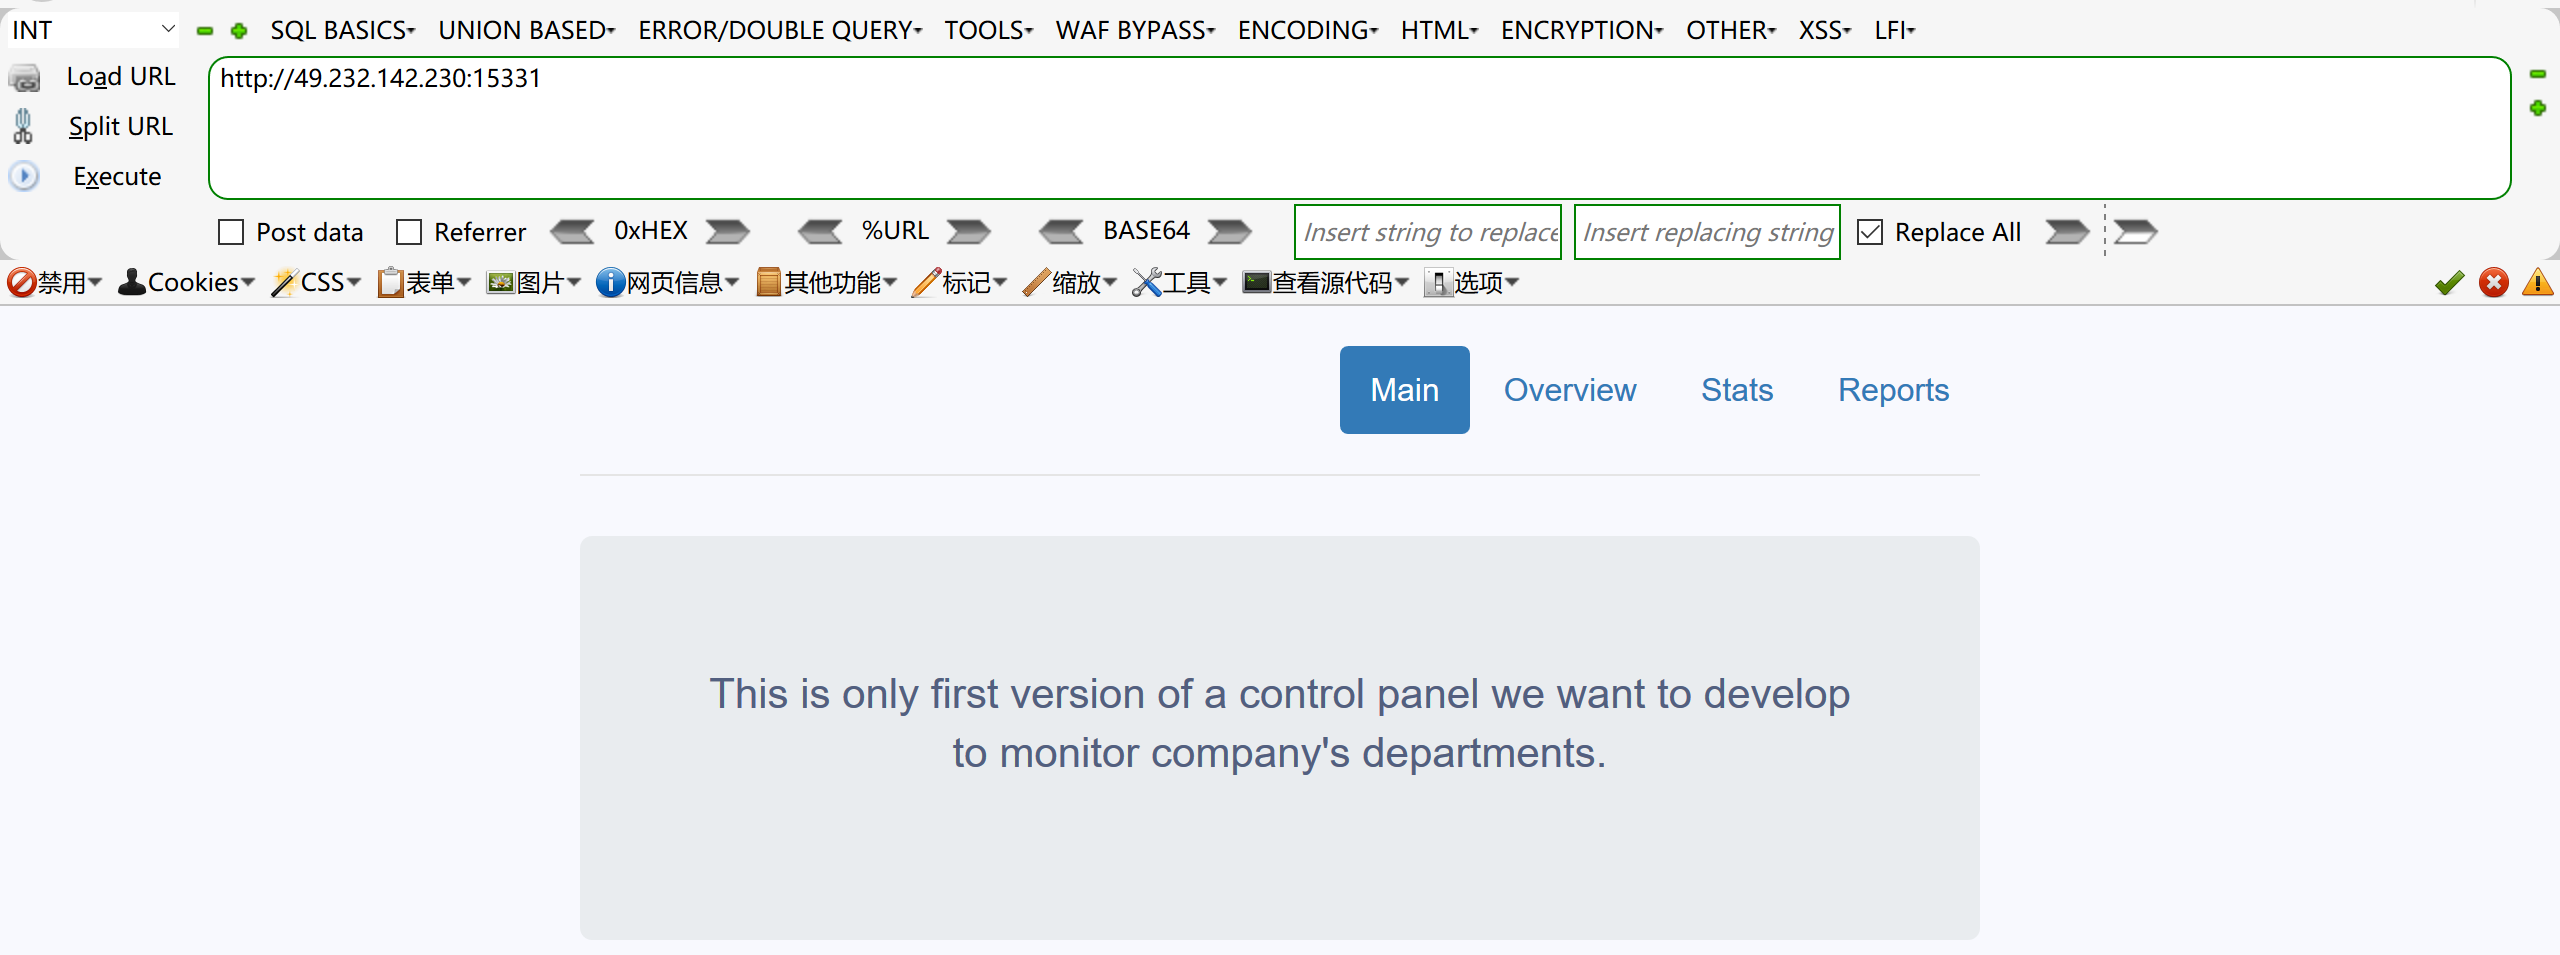 INT SQL BASICS UNION BASED ERROR/DOUBLE QUERY TOOLS WAF BYPASS ENCODING HTML ENCRYPTION OTHER XSS LFI
Load URL http://49.232.142.230:15331
Split URL
Execute
Post data Referrer 0xHEX %URL BASE64 Insert string to replace Insert replacing string Replace All
禁用 Cookies CSS 表单 图片 网页信息 其他功能 标记 缩放 工具 查看源代码 选项
Main Overview Stats Reports
This is only first version of a control panel we want to develop
to monitor company's departments.